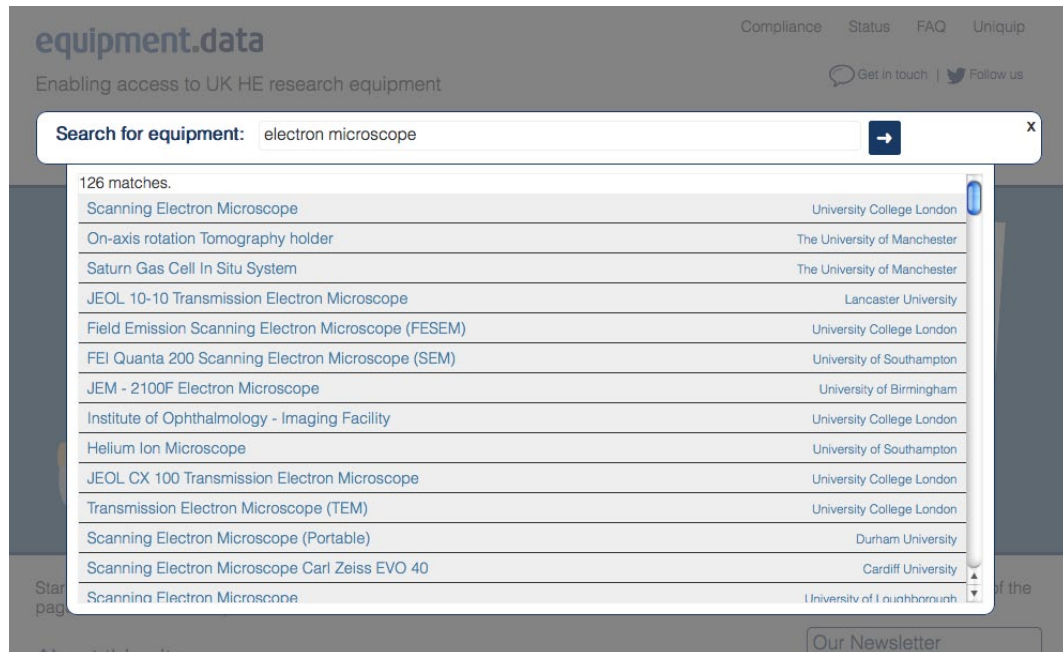 equipment.data
Compliance Status FAQ Uniquip
Enabling access to UK HE research equipment
Get in touch | Follow us
Search for equipment: electron microscope
x
126 matches.
Scanning Electron Microscope University College London
On-axis rotation Tomography holder The University of Manchester
Saturn Gas Cell In Situ System The University of Manchester
JEOL 10-10 Transmission Electron Microscope Lancaster University
Field Emission Scanning Electron Microscope (FESEM) University College London
FEI Quanta 200 Scanning Electron Microscope (SEM) University of Southampton
JEM - 2100F Electron Microscope University of Birmingham
Institute of Ophthalmology - Imaging Facility University College London
Helium Ion Microscope University of Southampton
JEOL CX 100 Transmission Electron Microscope University College London
Transmission Electron Microscope (TEM) University College London
Scanning Electron Microscope (Portable) Durham University
Scanning Electron Microscope Carl Zeiss EVO 40 Cardiff University
Scanning Electron Microscope University of Loughborough
Star of the
pag
Our Newsletter